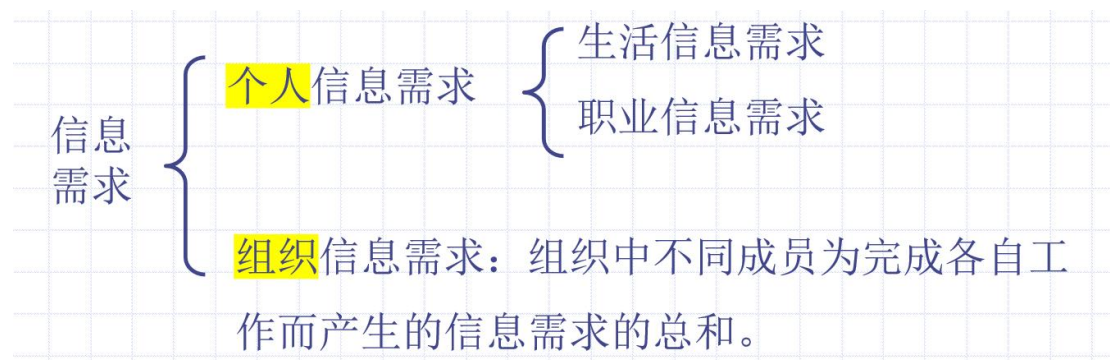 信息
需求
个人信息需求
生活信息需求
职业信息需求
组织信息需求：组织中不同成员为完成各自工
作而产生的信息需求的总和。